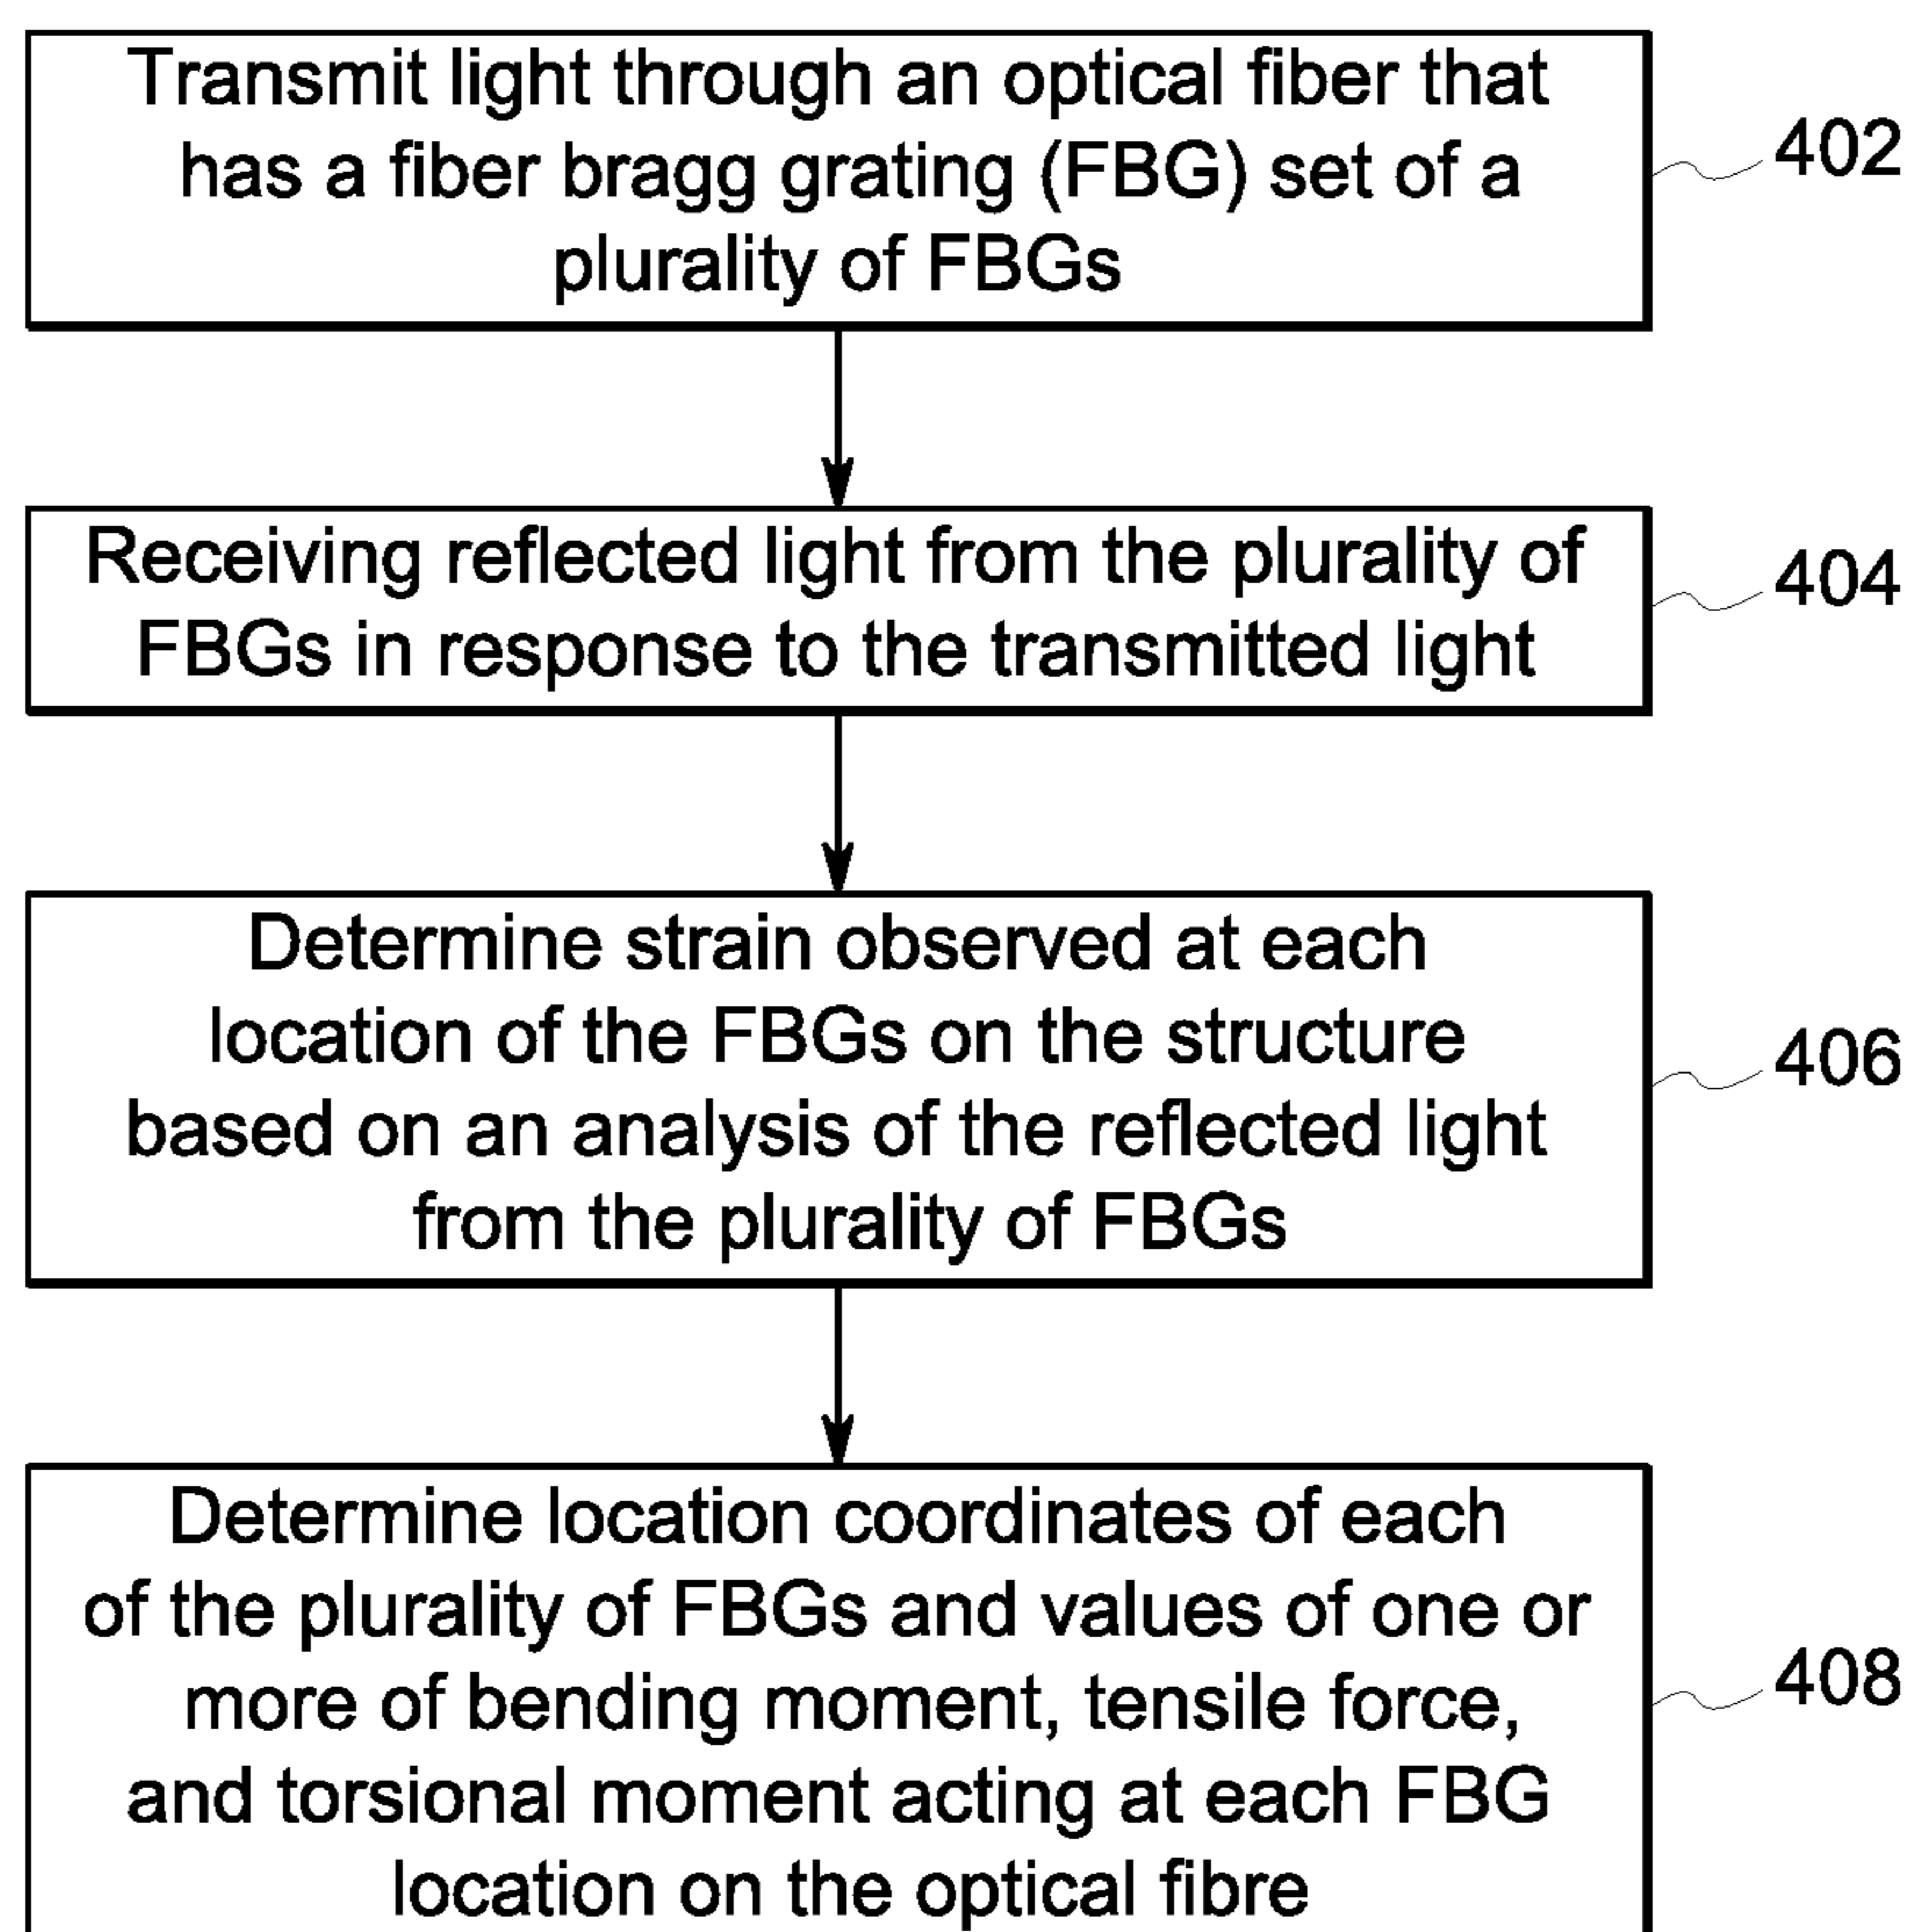 Transmit light through an optical fiber that
has a fiber bragg grating (FBG) set of a
plurality of FBGs
402
Receiving reflected light from the plurality of
FBGs in response to the transmitted light
404
Determine strain observed at each
location of the FBGs on the structure
based on an analysis of the reflected light
from the plurality of FBGs
406
Determine location coordinates of each
of the plurality of FBGs and values of one or
more of bending moment, tensile force,
and torsional moment acting at each FBG
location on the optical fibre
408